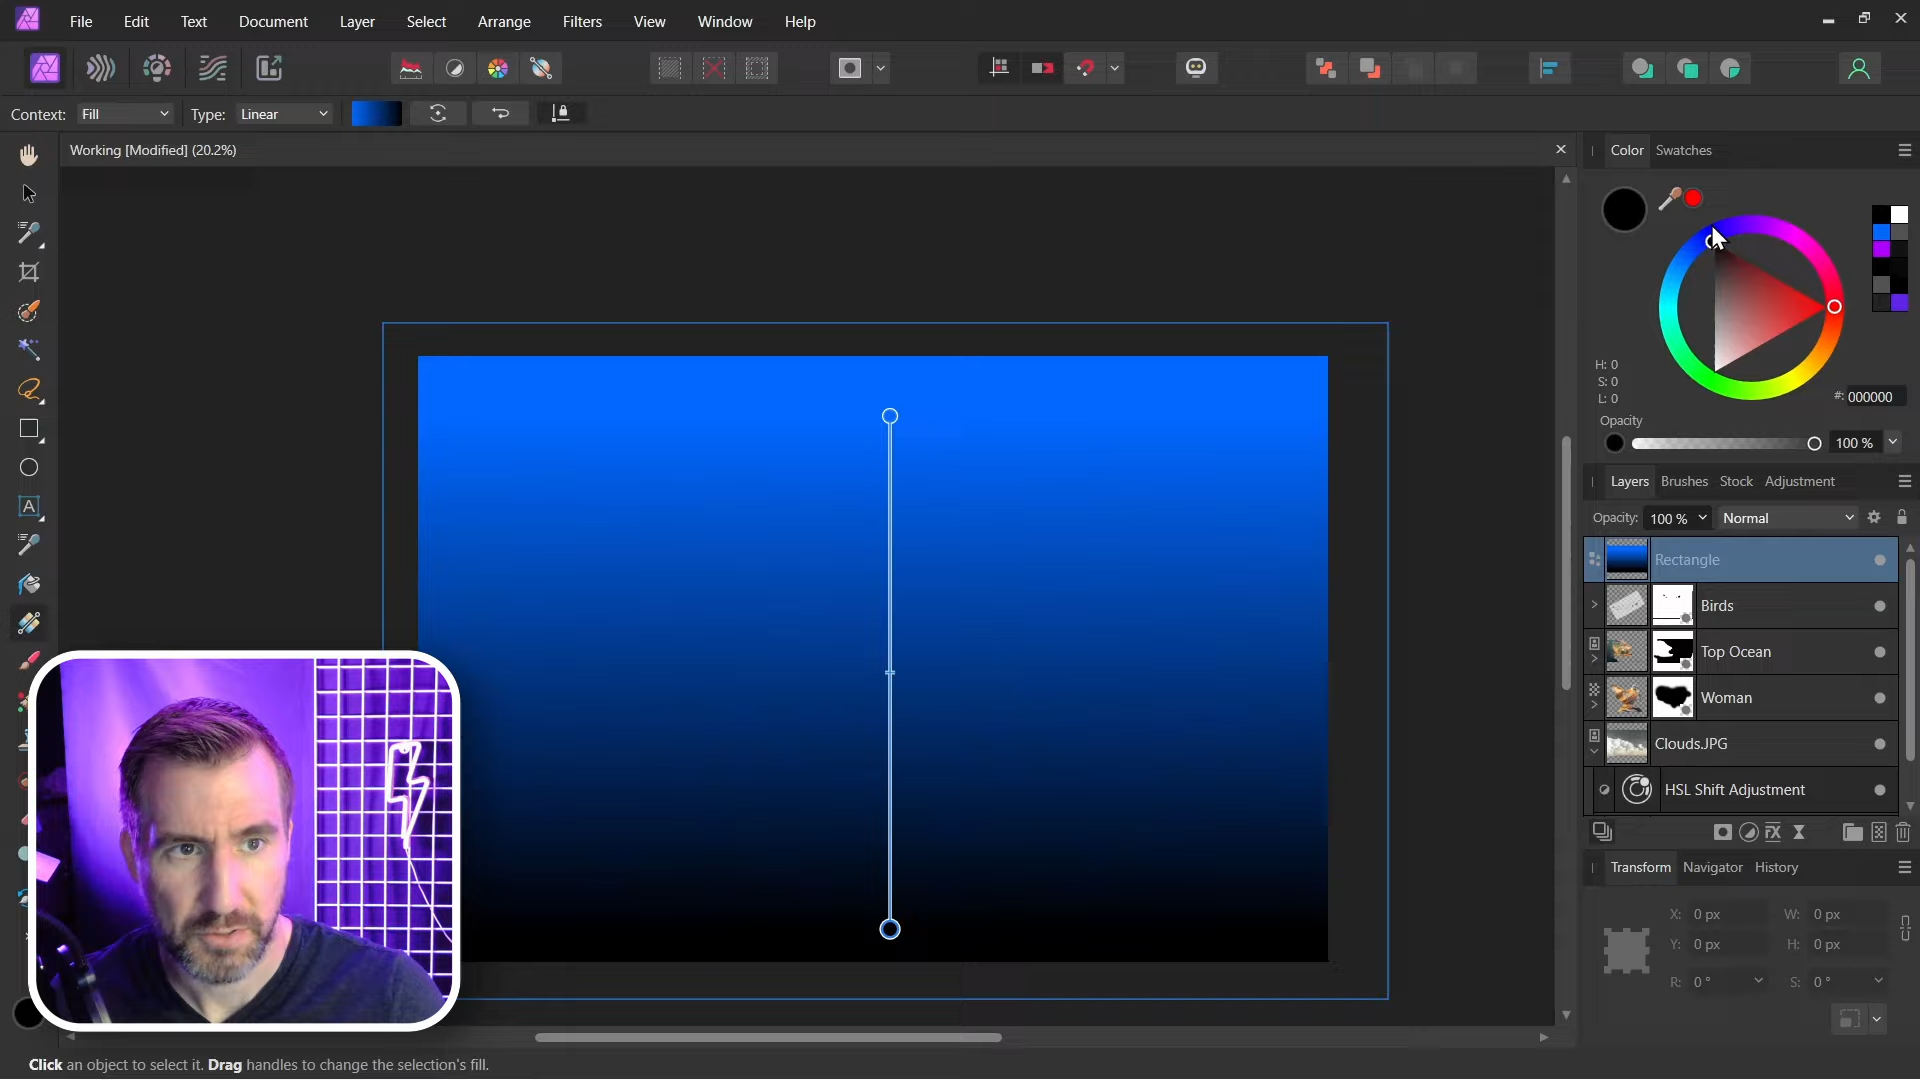 File Edit Text Document Layer Select Arrange Filters View Window Help
Context: Fill Type: Linear
Working [Modified] (20.2%)
Color Swatches
H: 0
S: 0
L: 0
#: 000000
Opacity
100 %
Layers Brushes Stock Adjustment
Opacity: 100 % Normal
Rectangle
Birds
Top Ocean
Woman
Clouds.JPG
HSL Shift Adjustment
Transform Navigator History
X: 0 px W: 0 px
Y: 0 px H: 0 px
R: 0 ° S: 0 °
Click an object to select it. Drag handles to change the selection's fill.